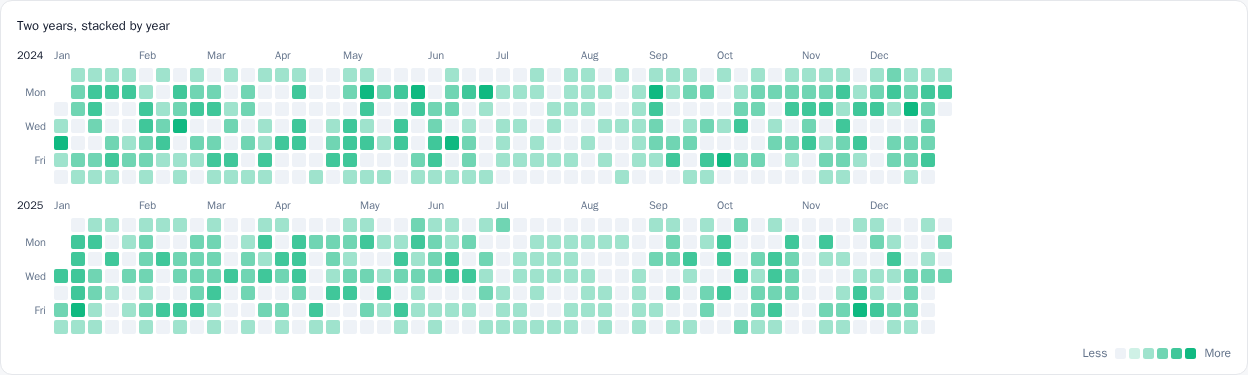 Two years, stacked by year
2024 Jan Feb Mar Apr May Jun Jul Aug Sep Oct Nov Dec
Mon
Wed
Fri
2025 Jan Feb Mar Apr May Jun Jul Aug Sep Oct Nov Dec
Mon
Wed
Fri
Less More